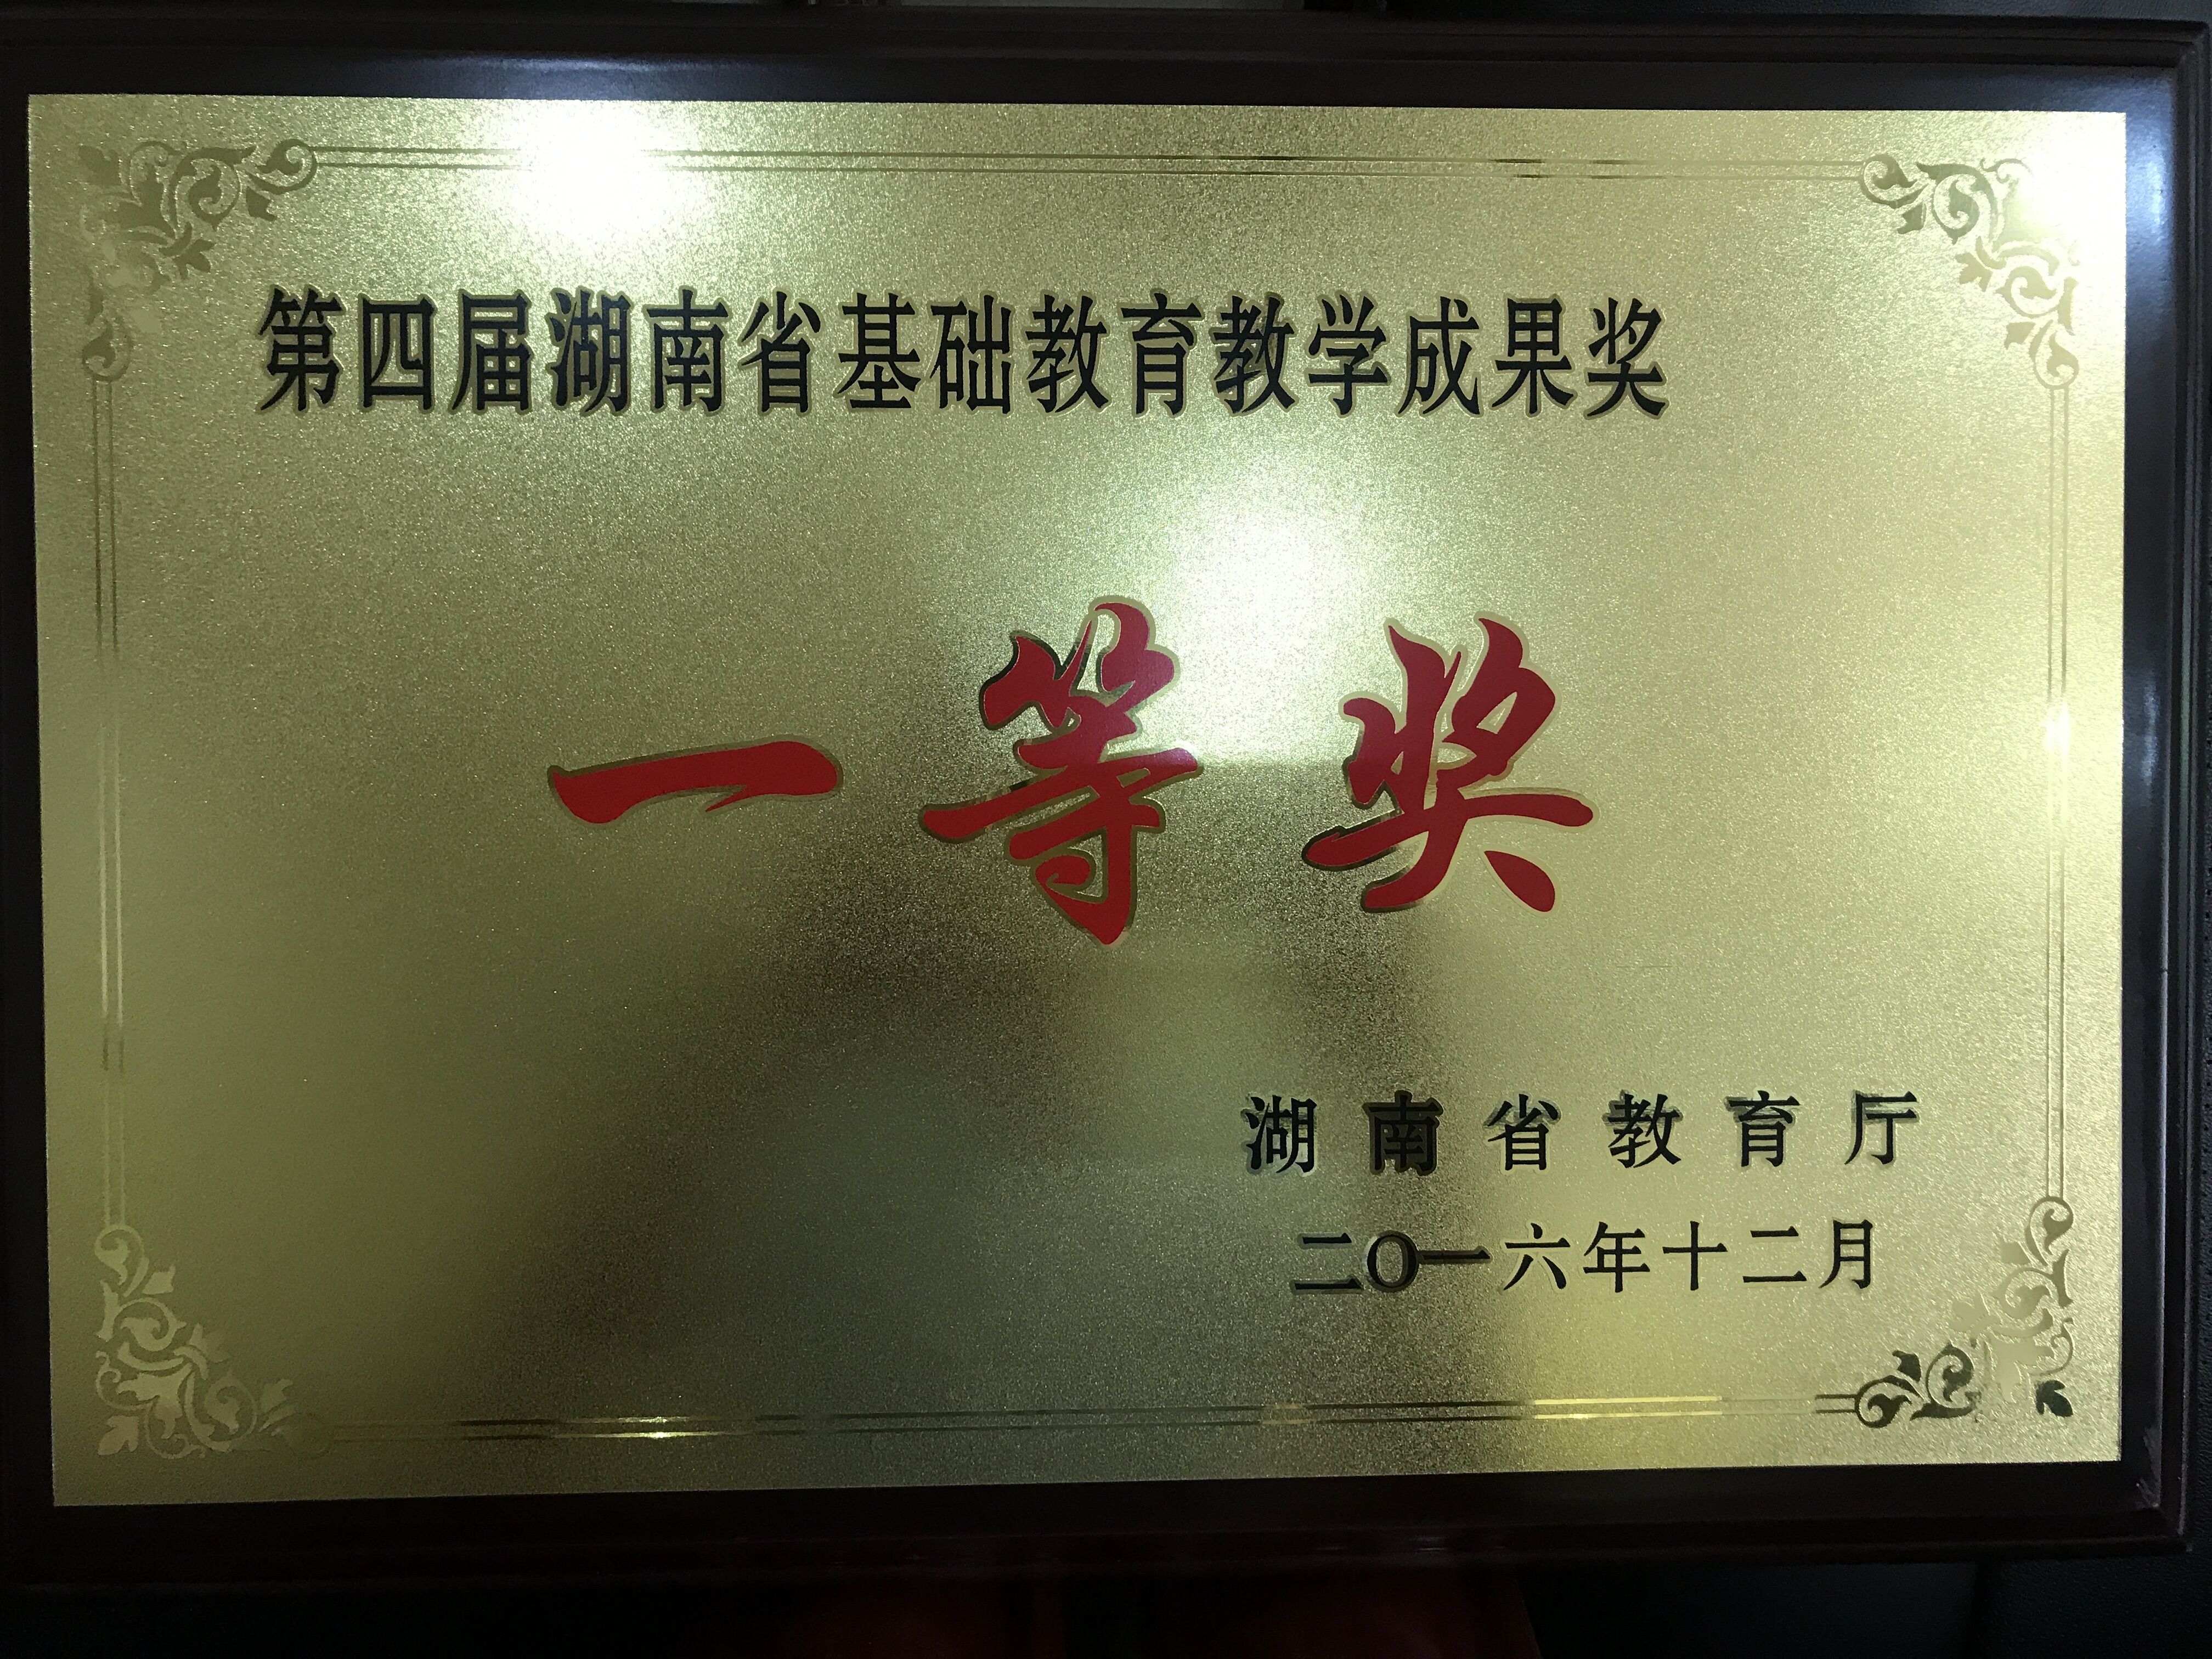 第四届湖南省基础教育教学成果奖
一等奖
湖南省教育厅
二O一六年十二月